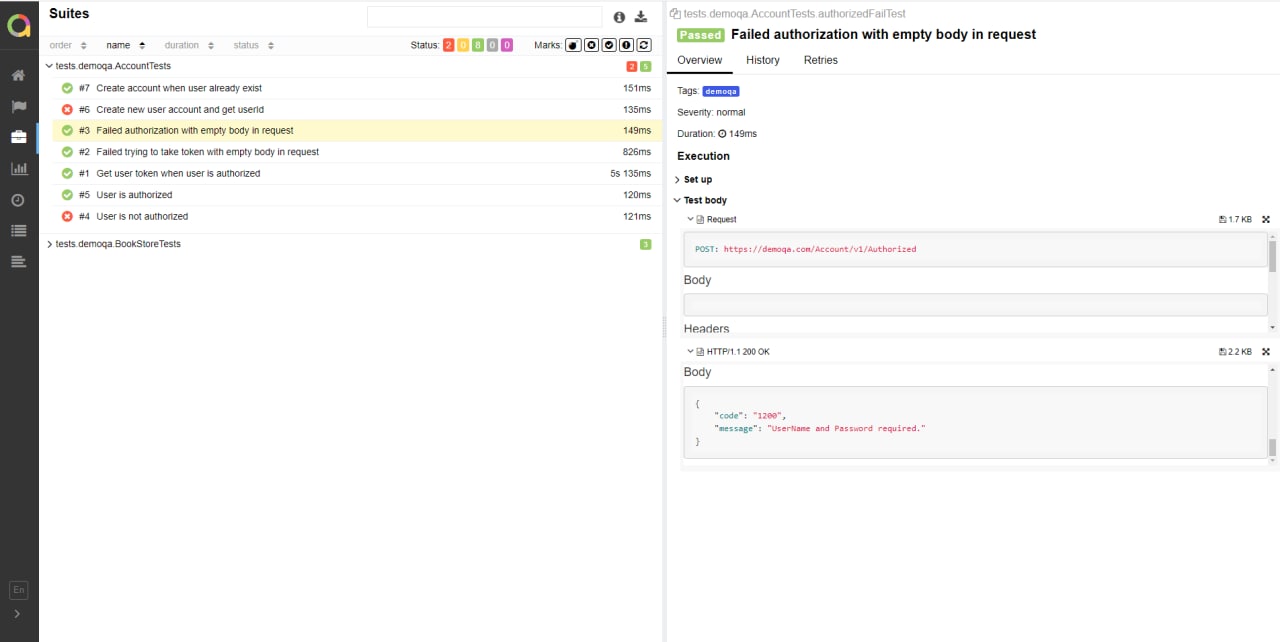 Suites
order name duration status Status: 2 0 8 0 0 Marks:
tests.demoqa.AccountTests 2 5
#7 Create account when user already exist 151ms
#6 Create new user account and get userId 135ms
#3 Failed authorization with empty body in request 149ms
#2 Failed trying to take token with empty body in request 826ms
#1 Get user token when user is authorized 5s 135ms
#5 User is authorized 120ms
#4 User is not authorized 121ms
tests.demoqa.BookStoreTests 3
En
tests.demoqa.AccountTests.authorizedFailTest
Passed Failed authorization with empty body in request
Overview History Retries
Tags: demoqa
Severity: normal
Duration: 149ms
Execution
Set up
Test body
Request 1.7 KB
POST: https://demoqa.com/Account/v1/Authorized
Body
Headers
HTTP/1.1 200 OK 2.2 KB
Body
{
"code": "1200",
"message": "UserName and Password required."
}